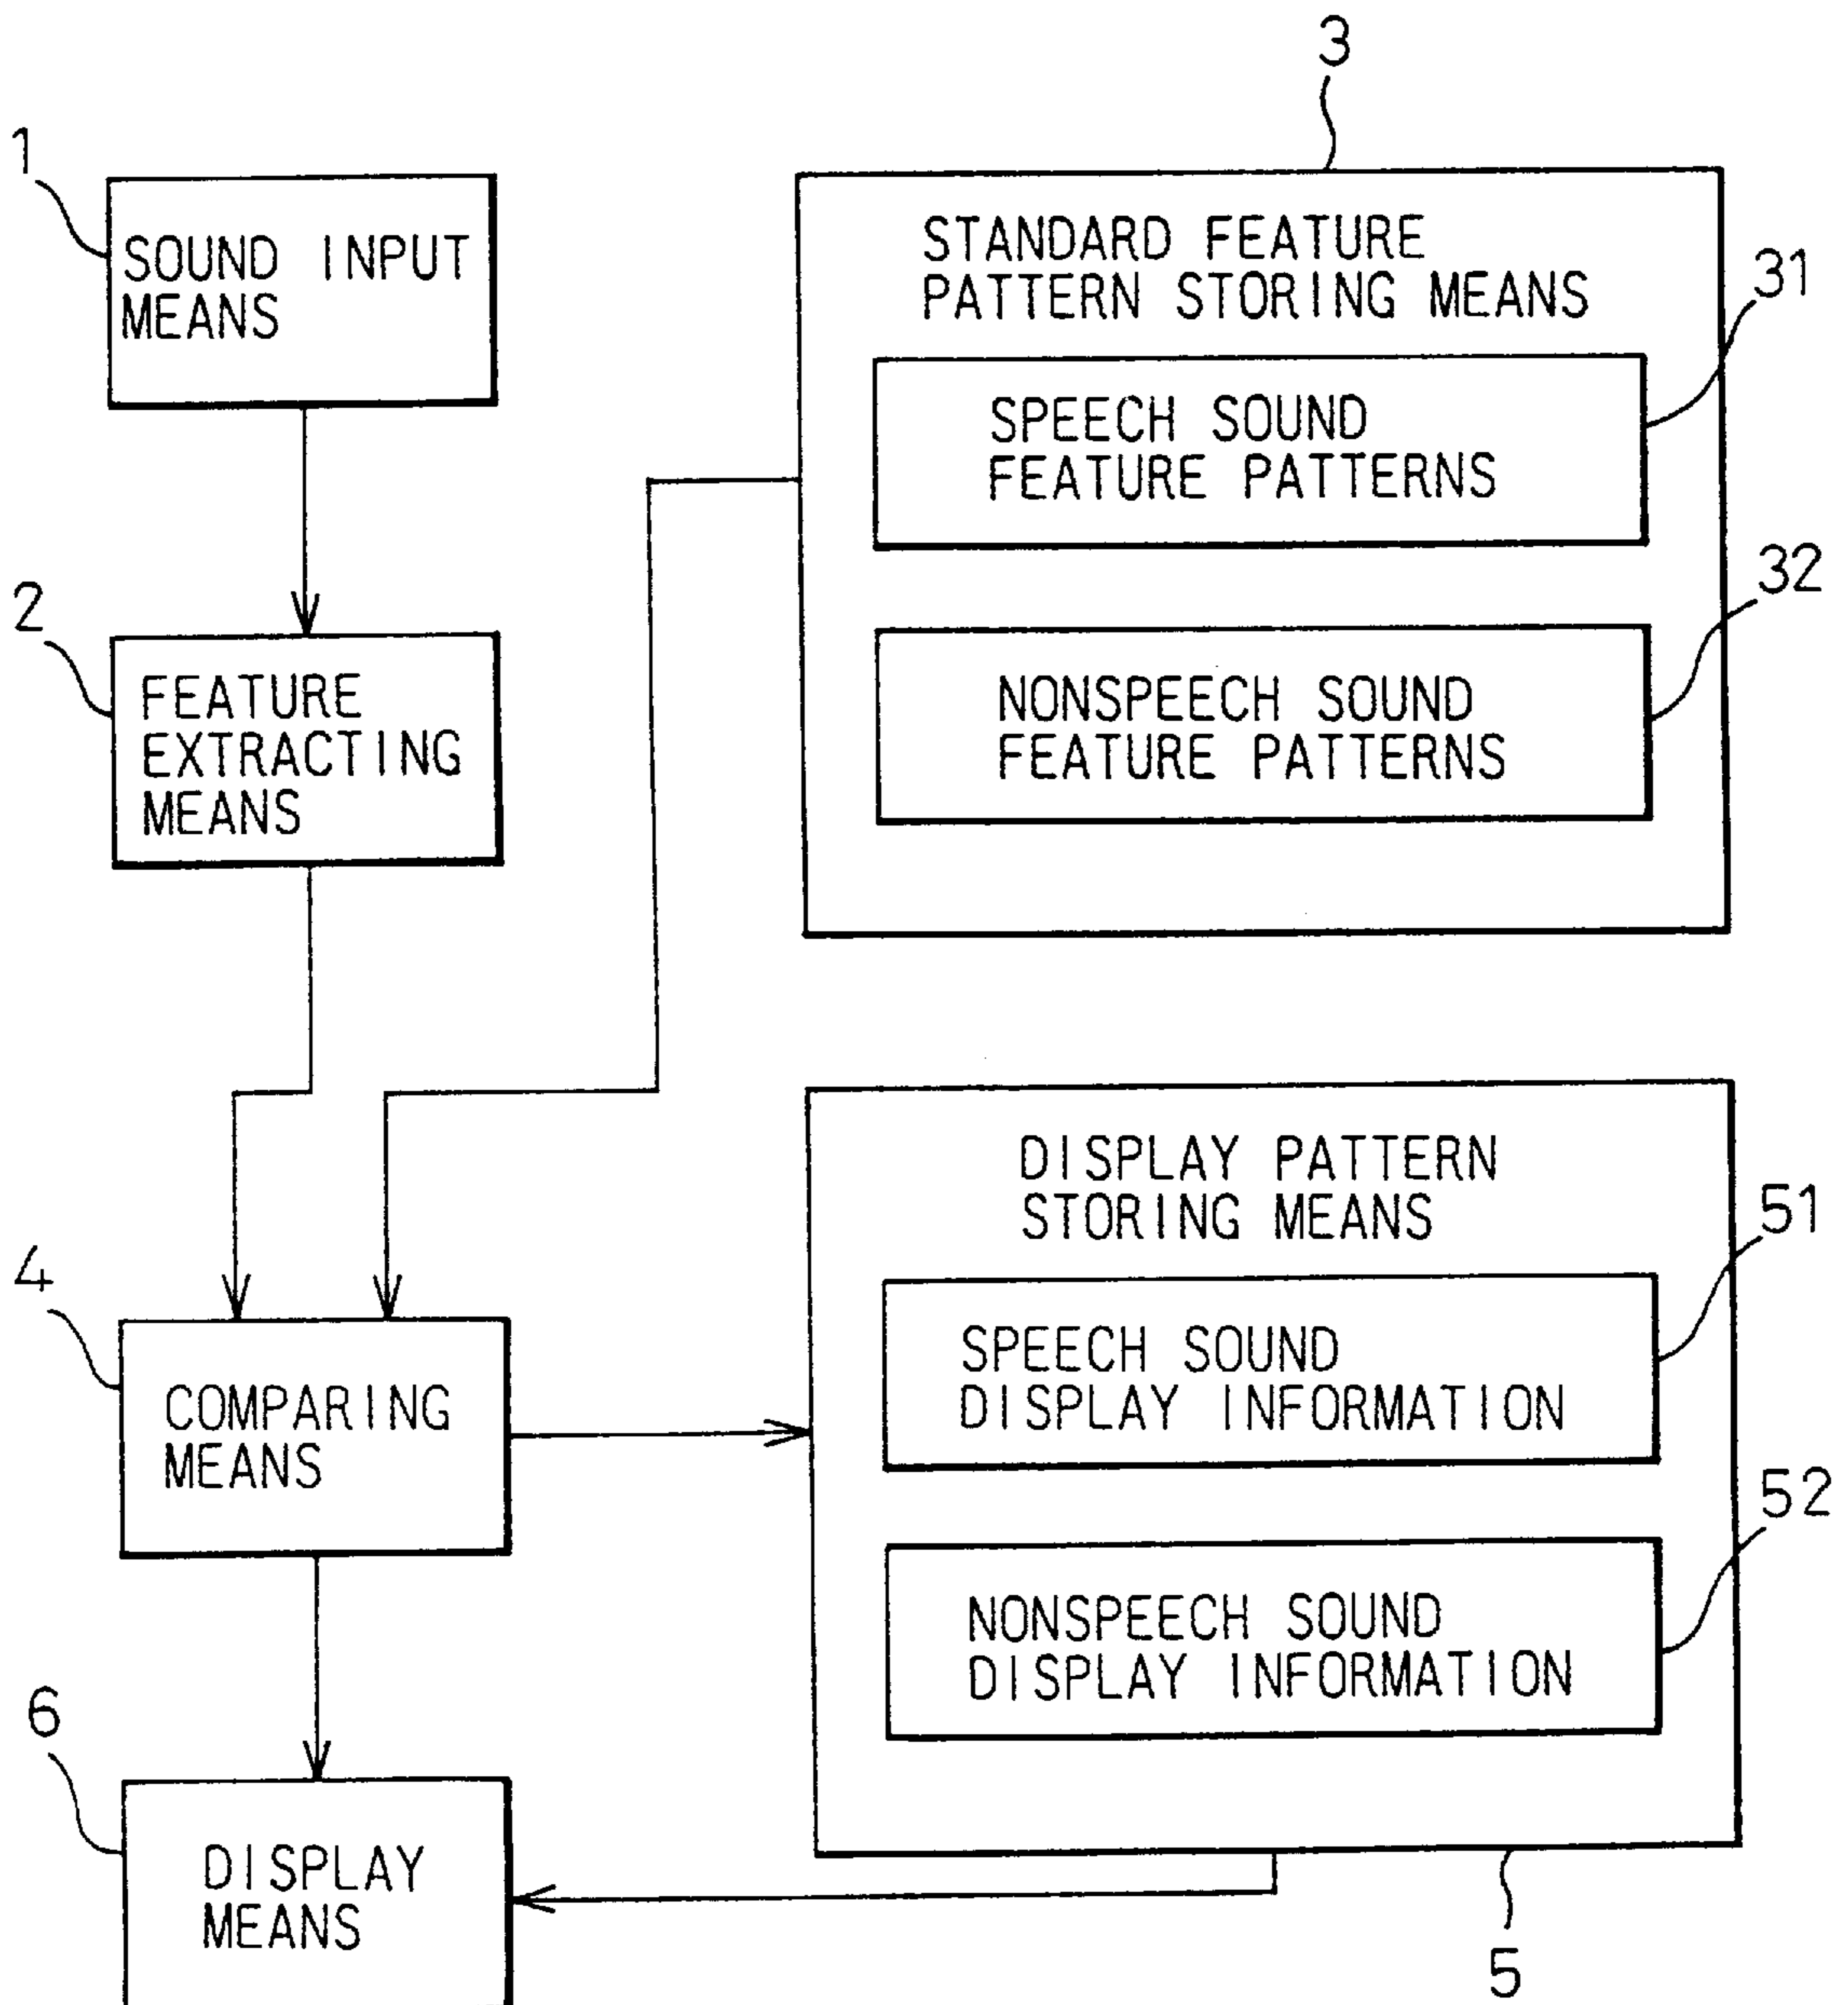 1
SOUND INPUT
MEANS
2
FEATURE
EXTRACTING
MEANS
3
STANDARD FEATURE
PATTERN STORING MEANS
31
SPEECH SOUND
FEATURE PATTERNS
32
NONSPEECH SOUND
FEATURE PATTERNS
4
COMPARING
MEANS
DISPLAY PATTERN
STORING MEANS
51
SPEECH SOUND
DISPLAY INFORMATION
52
NONSPEECH SOUND
DISPLAY INFORMATION
6
DISPLAY
MEANS
5